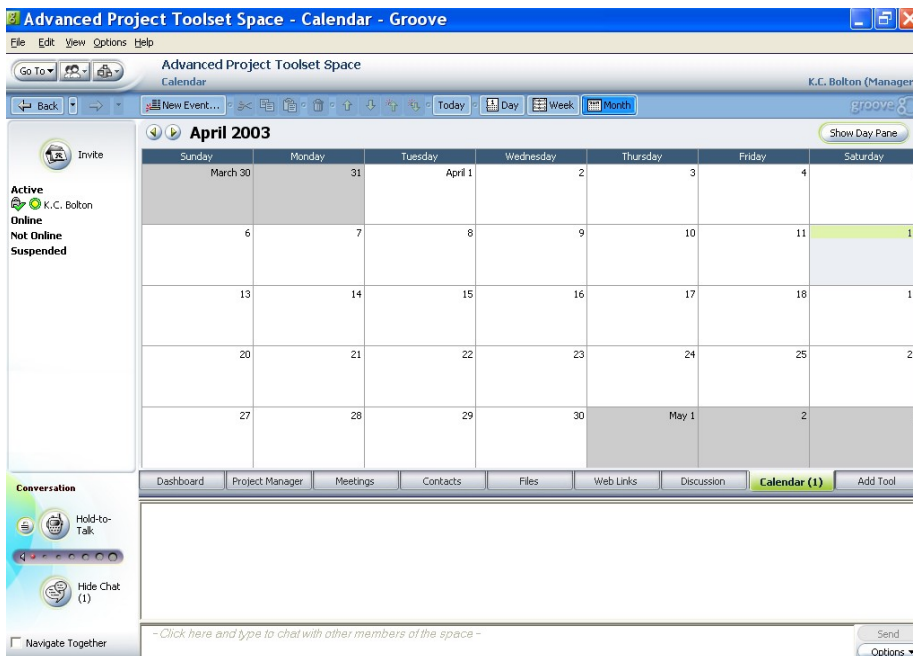 Advanced Project Toolset Space - Calendar - Groove
File Edit View Options Help
Go To
Advanced Project Toolset Space
Calendar
K.C. Bolton (Manager
Back
New Event... Today Day Week Month
groove
Invite
April 2003
Show Day Pane
Sunday Monday Tuesday Wednesday Thursday Friday Saturday
March 30 31 April 1 2 3 4
Active
K.C. Bolton
Online
Not Online
Suspended
6 7 8 9 10 11 1
13 14 15 16 17 18 1
20 21 22 23 24 25 2
27 28 29 30 May 1 2
Dashboard Project Manager Meetings Contacts Files Web Links Discussion Calendar (1) Add Tool
Conversation
Hold-to-
Talk
Hide Chat
(1)
Navigate Together
- Click here and type to chat with other members of the space -
Send
Options